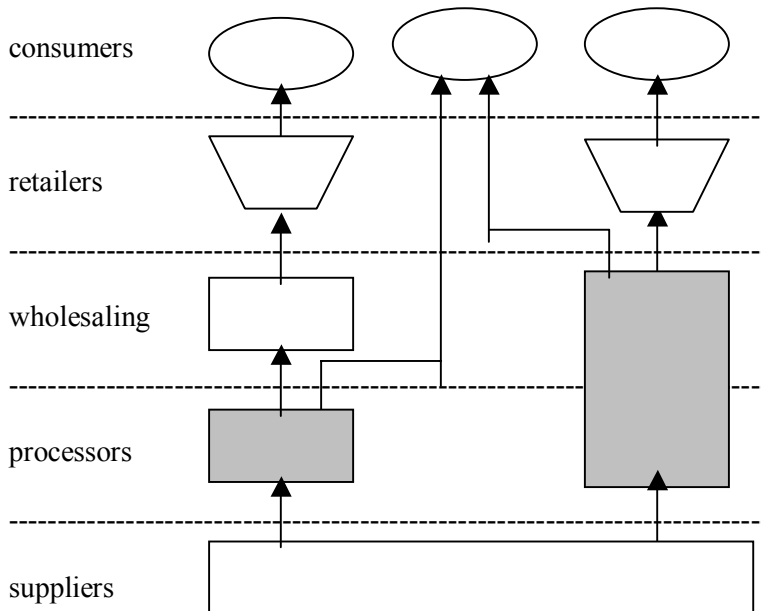 consumers
retailers
wholesaling
processors
suppliers